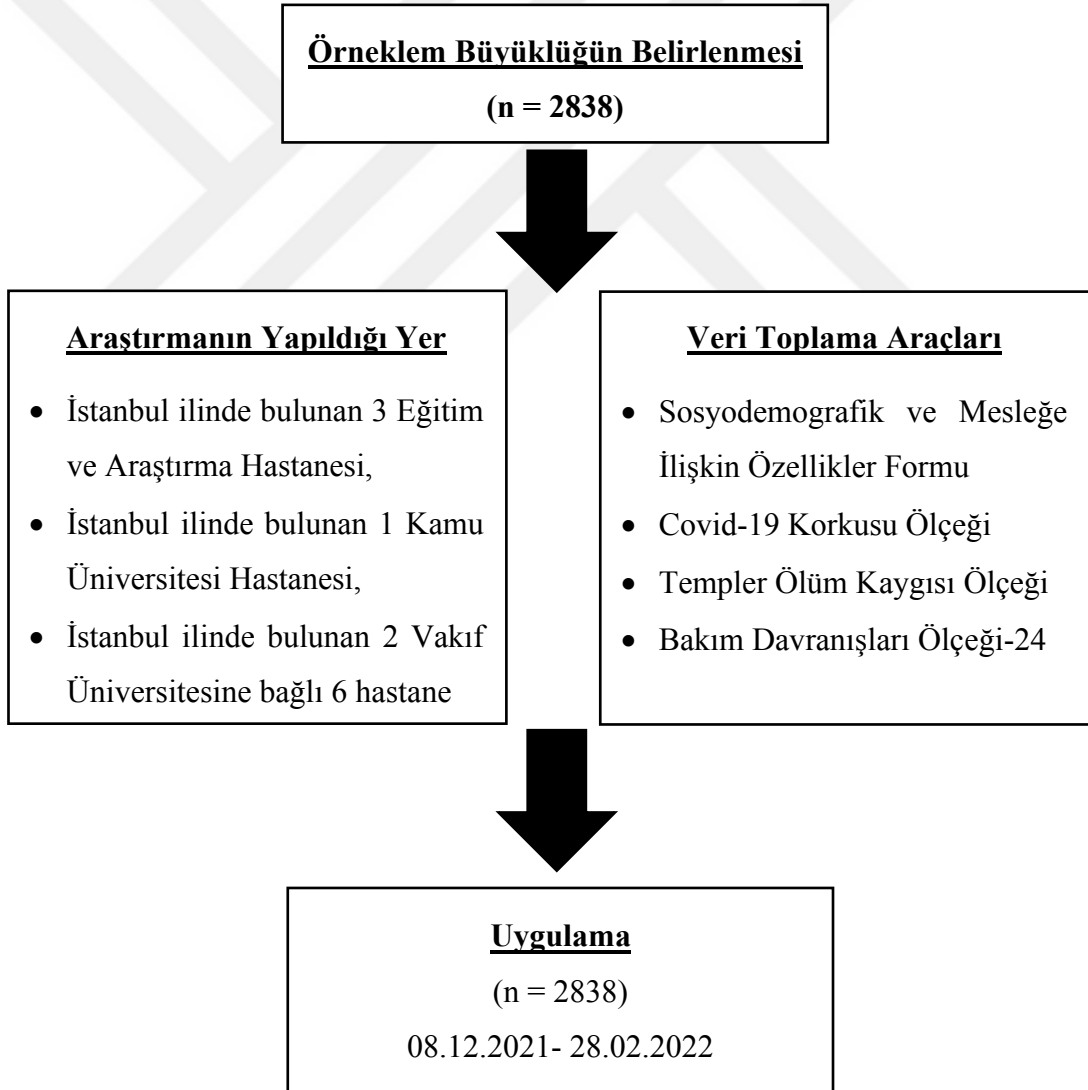 Örneklem Büyüklüğün Belirlenmesi
(n = 2838)
Araştırmanın Yapıldığı Yer
• İstanbul ilinde bulunan 3 Eğitim
ve Araştırma Hastanesi,
• İstanbul ilinde bulunan 1 Kamu
Üniversitesi Hastanesi,
• İstanbul ilinde bulunan 2 Vakıf
Üniversitesine bağlı 6 hastane
Veri Toplama Araçları
• Sosyodemografik ve Mesleğe
İlişkin Özellikler Formu
• Covid-19 Korkusu Ölçeği
• Templer Ölüm Kaygısı Ölçeği
• Bakım Davranışları Ölçeği-24
Uygulama
(n = 2838)
08.12.2021- 28.02.2022